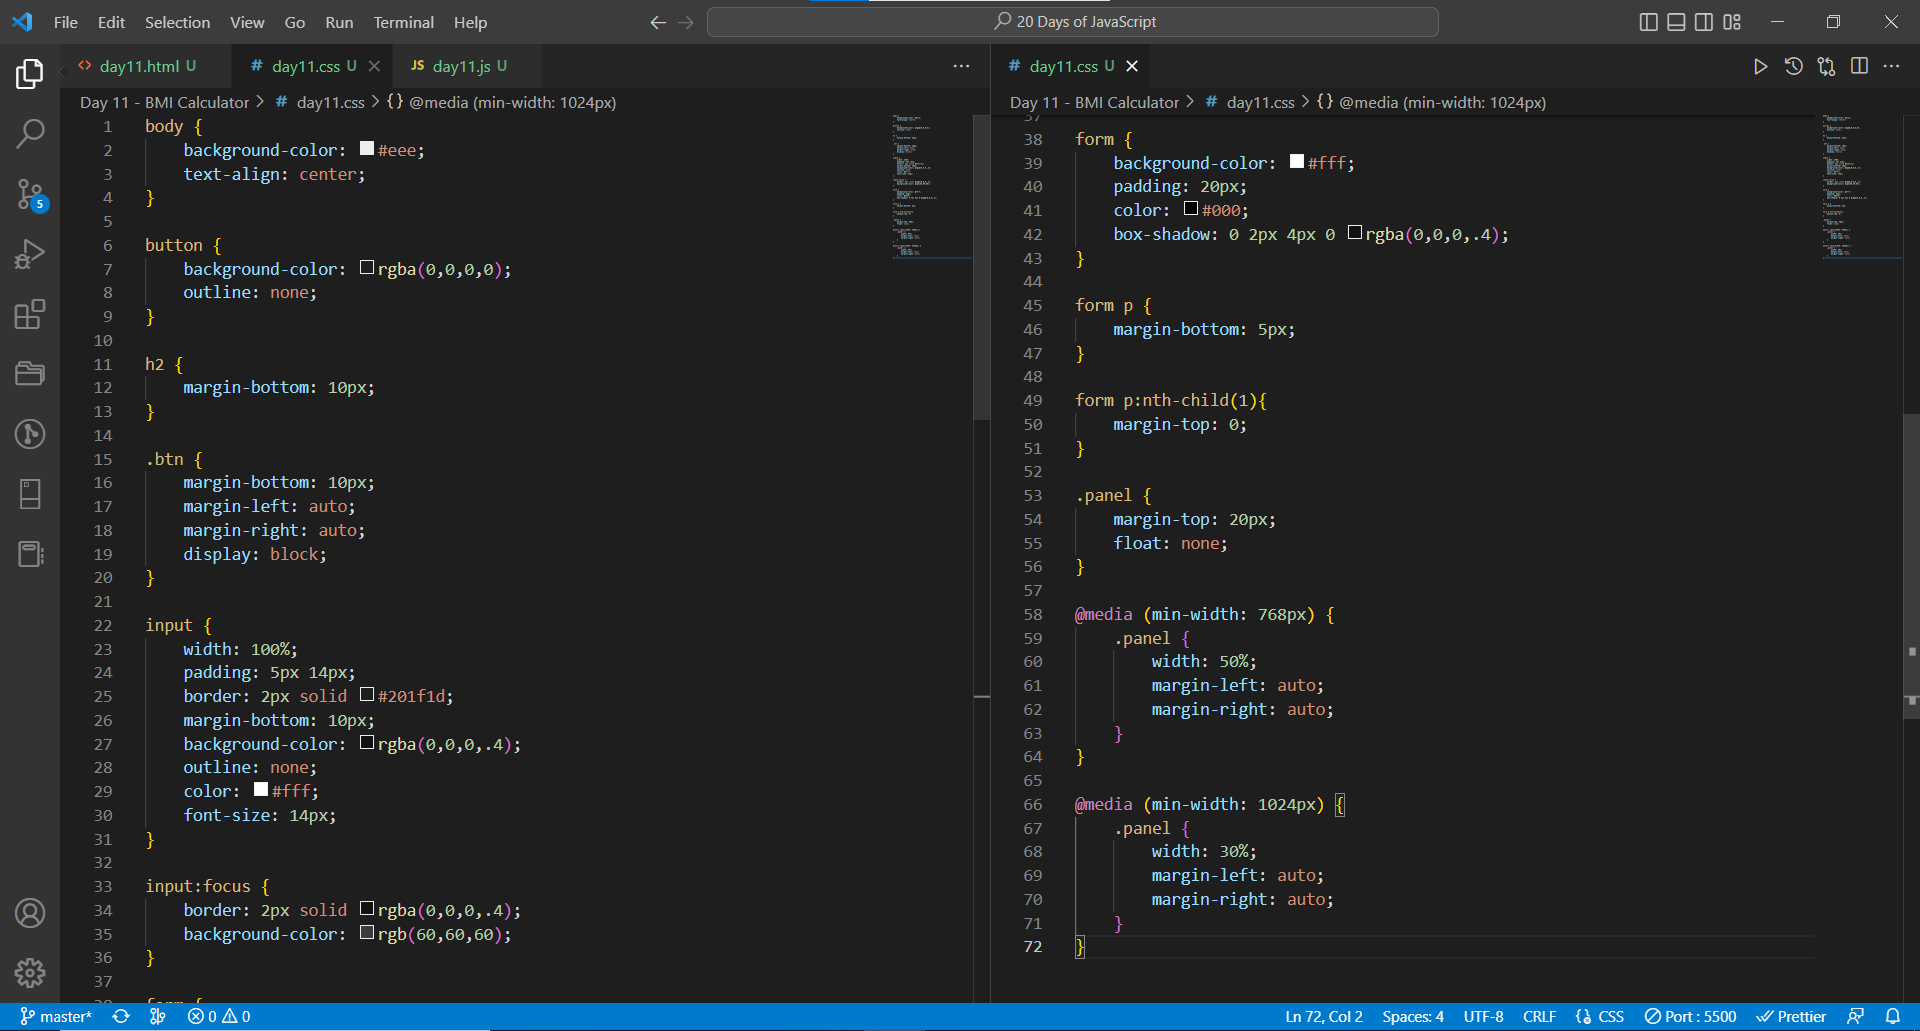 File Edit Selection View Go Run Terminal Help
20 Days of JavaScript
<> day11.html U
# day11.css U
JS day11.js U
Day 11 - BMI Calculator > # day11.css > {} @media (min-width: 1024px)
1 body {
2 background-color: #eee;
3 text-align: center;
4 }
5
6 button {
7 background-color: rgba(0,0,0,0);
8 outline: none;
9 }
10
11 h2 {
12 margin-bottom: 10px;
13 }
14
15 .btn {
16 margin-bottom: 10px;
17 margin-left: auto;
18 margin-right: auto;
19 display: block;
20 }
21
22 input {
23 width: 100%;
24 padding: 5px 14px;
25 border: 2px solid #201f1d;
26 margin-bottom: 10px;
27 background-color: rgba(0,0,0,.4);
28 outline: none;
29 color: #fff;
30 font-size: 14px;
31 }
32
33 input:focus {
34 border: 2px solid rgba(0,0,0,.4);
35 background-color: rgb(60,60,60);
36 }
37
38 form {
# day11.css U
Day 11 - BMI Calculator > # day11.css > {} @media (min-width: 1024px)
37
38 form {
39 background-color: #fff;
40 padding: 20px;
41 color: #000;
42 box-shadow: 0 2px 4px 0 rgba(0,0,0,.4);
43 }
44
45 form p {
46 margin-bottom: 5px;
47 }
48
49 form p:nth-child(1){
50 margin-top: 0;
51 }
52
53 .panel {
54 margin-top: 20px;
55 float: none;
56 }
57
58 @media (min-width: 768px) {
59 .panel {
60 width: 50%;
61 margin-left: auto;
62 margin-right: auto;
63 }
64 }
65
66 @media (min-width: 1024px) {
67 .panel {
68 width: 30%;
69 margin-left: auto;
70 margin-right: auto;
71 }
72 }
5
master* 0 0 Ln 72, Col 2 Spaces: 4 UTF-8 CRLF {} CSS Port : 5500 Prettier